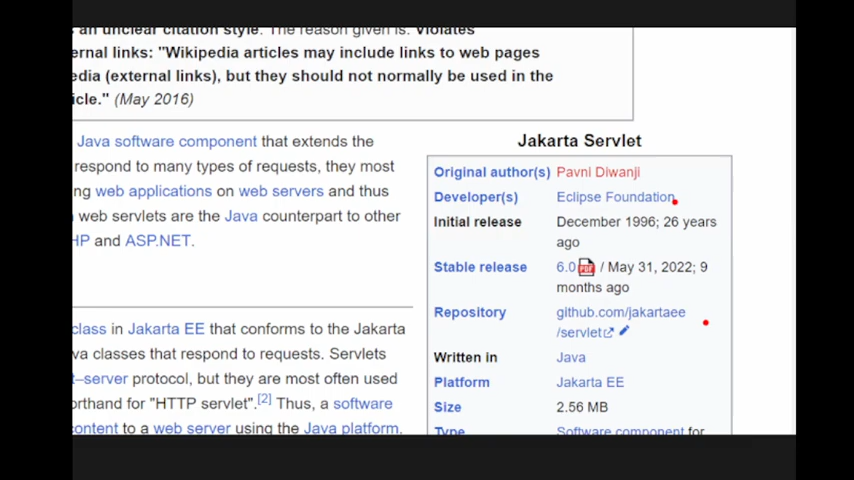 an unclear citation style. The reason given is: Violates
ernal links: "Wikipedia articles may include links to web pages
edia (external links), but they should not normally be used in the
icle." (May 2016)
Java software component that extends the
respond to many types of requests, they most
ng web applications on web servers and thus
web servlets are the Java counterpart to other
HP and ASP.NET.
class in Jakarta EE that conforms to the Jakarta
va classes that respond to requests. Servlets
t–server protocol, but they are most often used
orthand for "HTTP servlet".[2] Thus, a software
content to a web server using the Java platform.
Jakarta Servlet
Original author(s) Pavni Diwanji
Developer(s) Eclipse Foundation
Initial release December 1996; 26 years
ago
Stable release 6.0 PDF / May 31, 2022; 9
months ago
Repository github.com/jakartaee
/servlet
Written in Java
Platform Jakarta EE
Size 2.56 MB
Type Software component for